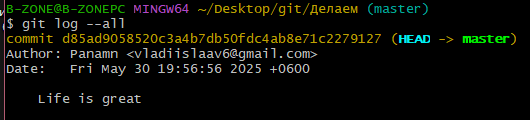 B-ZONE@B-ZONEPC MINGW64 ~/Desktop/git/Делаем (master)
$ git log --all
commit d85ad9058520c3a4b7db50fdc4ab8e71c2279127 (HEAD -> master)
Author: Panamn <vladiislaav6@gmail.com>
Date:   Fri May 30 19:56:56 2025 +0600

    Life is great